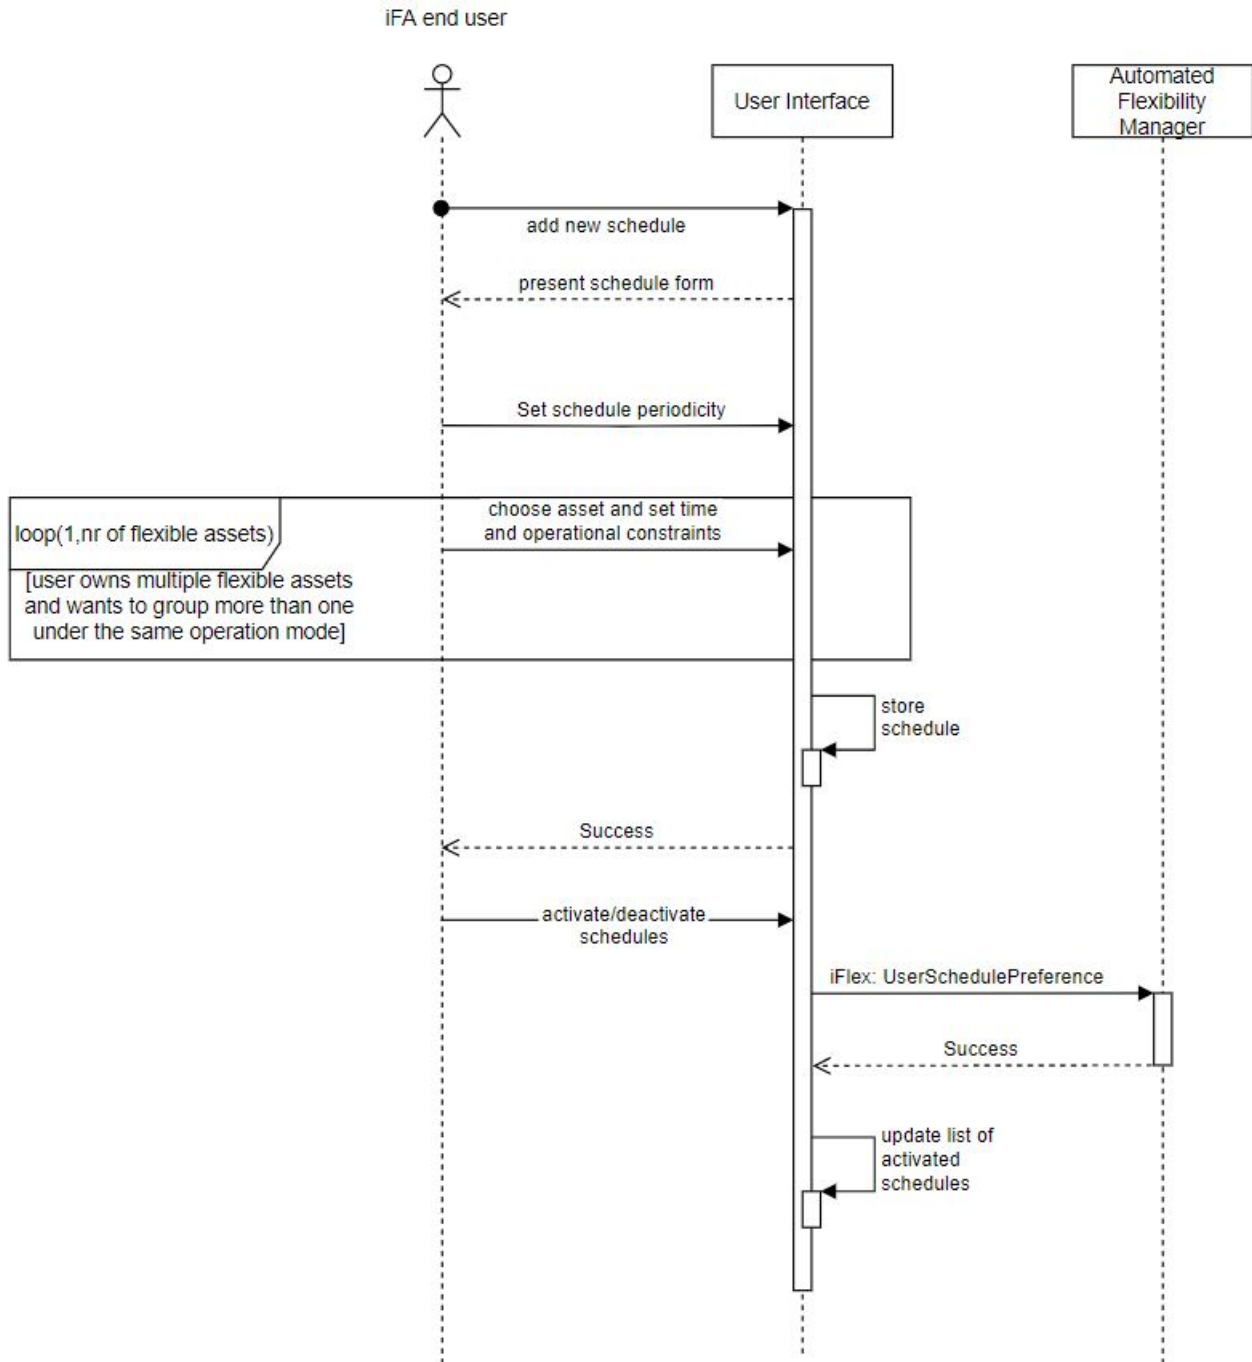 iFA end user
User Interface
Automated
Flexibility
Manager
add new schedule
present schedule form
Set schedule periodicity
loop(1,nr of flexible assets)
choose asset and set time
and operational constraints
[user owns multiple flexible assets
and wants to group more than one
under the same operation mode]
store
schedule
Success
activate/deactivate
schedules
iFlex: UserSchedulePreference
Success
update list of
activated
schedules